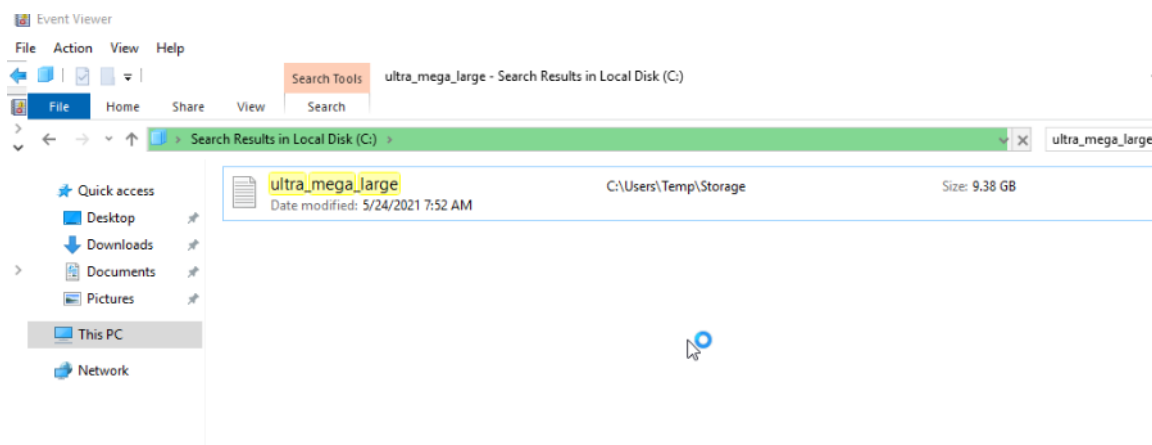 Event Viewer
File Action View Help
Search Tools ultra_mega_large - Search Results in Local Disk (C:)
File Home Share View Search
Search Results in Local Disk (C:) ultra_mega_large
ultra_mega_large C:\Users\Temp\Storage Size: 9.38 GB
Date modified: 5/24/2021 7:52 AM
Quick access
Desktop
Downloads
Documents
Pictures
This PC
Network